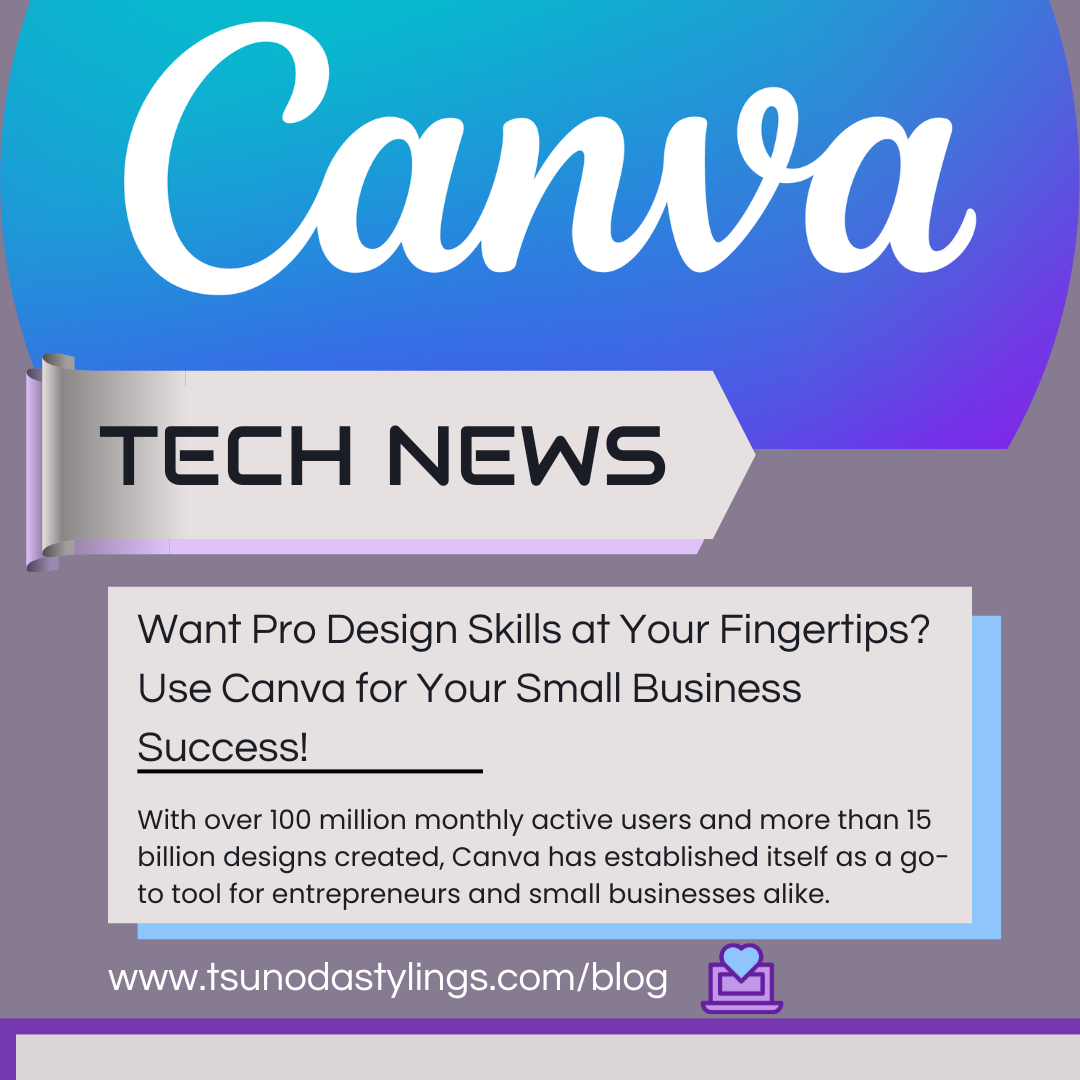 Canva
TECH NEWS
Want Pro Design Skills at Your Fingertips?
Use Canva for Your Small Business
Success!
With over 100 million monthly active users and more than 15
billion designs created, Canva has established itself as a go-
to tool for entrepreneurs and small businesses alike.
www.tsunodastylings.com/blog